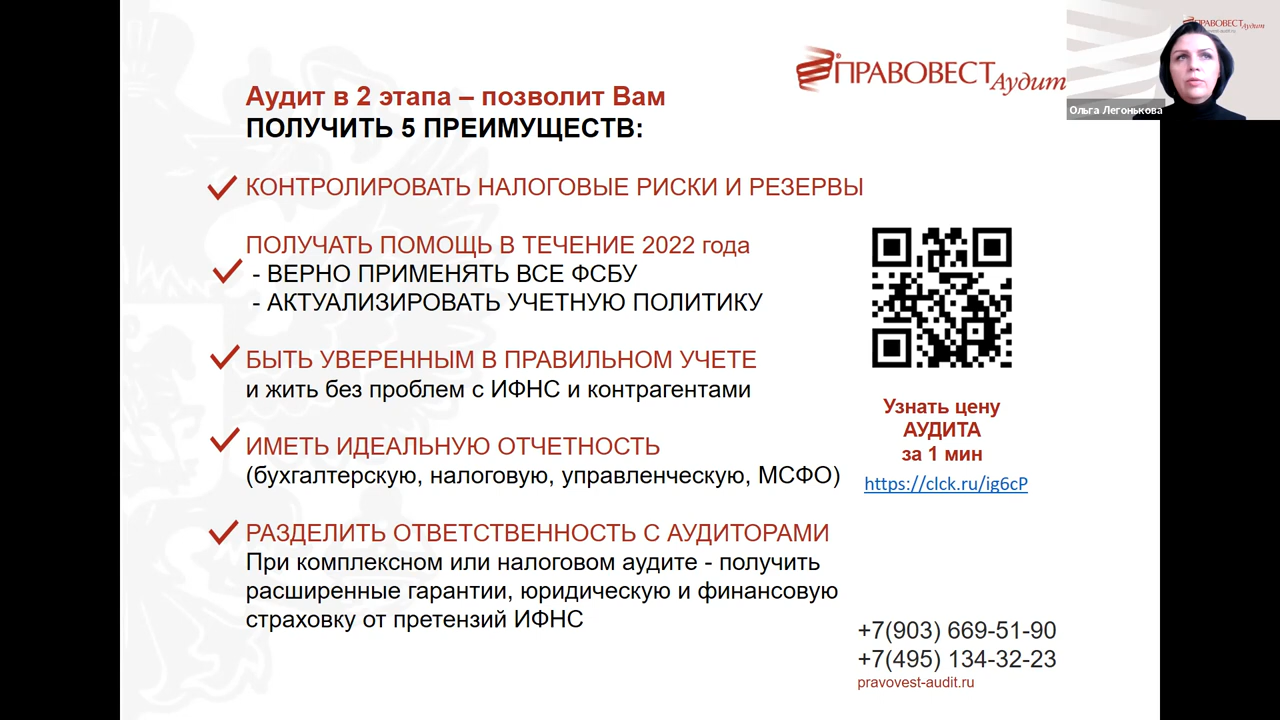 Аудит в 2 этапа – позволит Вам
ПОЛУЧИТЬ 5 ПРЕИМУЩЕСТВ:
КОНТРОЛИРОВАТЬ НАЛОГОВЫЕ РИСКИ И РЕЗЕРВЫ
ПОЛУЧАТЬ ПОМОЩЬ В ТЕЧЕНИЕ 2022 года
- ВЕРНО ПРИМЕНЯТЬ ВСЕ ФСБУ
- АКТУАЛИЗИРОВАТЬ УЧЕТНУЮ ПОЛИТИКУ
БЫТЬ УВЕРЕННЫМ В ПРАВИЛЬНОМ УЧЕТЕ
и жить без проблем с ИФНС и контрагентами
ИМЕТЬ ИДЕАЛЬНУЮ ОТЧЕТНОСТЬ
(бухгалтерскую, налоговую, управленческую, МСФО)
РАЗДЕЛИТЬ ОТВЕТСТВЕННОСТЬ С АУДИТОРАМИ
При комплексном или налоговом аудите - получить
расширенные гарантии, юридическую и финансовую
страховку от претензий ИФНС
® ПРАВОВЕСТ Аудит
ПРАВОВЕСТ Аудит
Ольга Легонькова
Узнать цену
АУДИТА
за 1 мин
https://clck.ru/ig6cP
+7(903) 669-51-90
+7(495) 134-32-23
pravovest-audit.ru